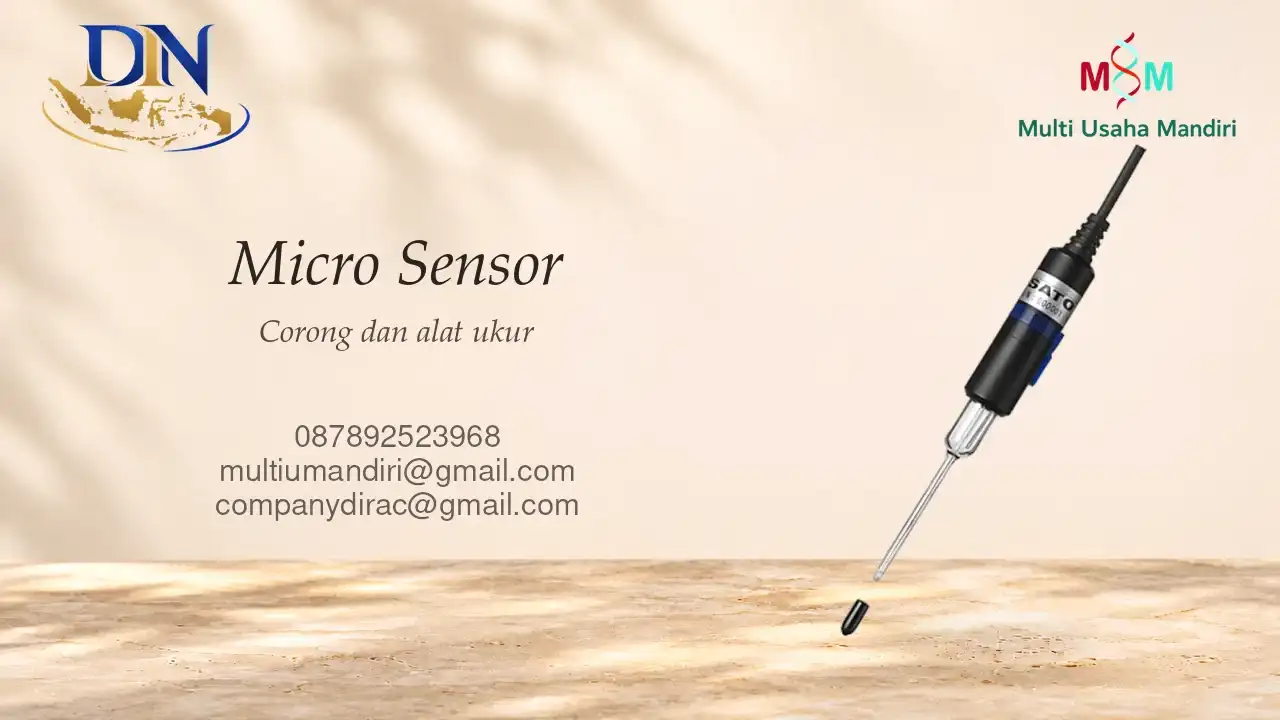 DN
MSM
Multi Usaha Mandiri
SATO
Micro Sensor
Corong dan alat ukur
087892523968
multiumandiri@gmail.com
companydirac@gmail.com